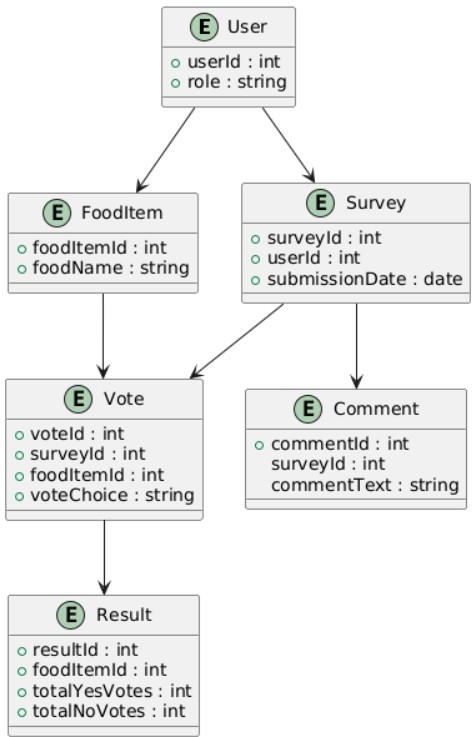 E User
userId : int
role : string
E FoodItem
foodItemId : int
foodName : string
E Survey
surveyId : int
userId : int
submissionDate : date
E Vote
voteId : int
surveyId : int
foodItemId : int
voteChoice : string
E Comment
commentId : int
surveyId : int
commentText : string
E Result
resultId : int
foodItemId : int
totalYesVotes : int
totalNoVotes : int